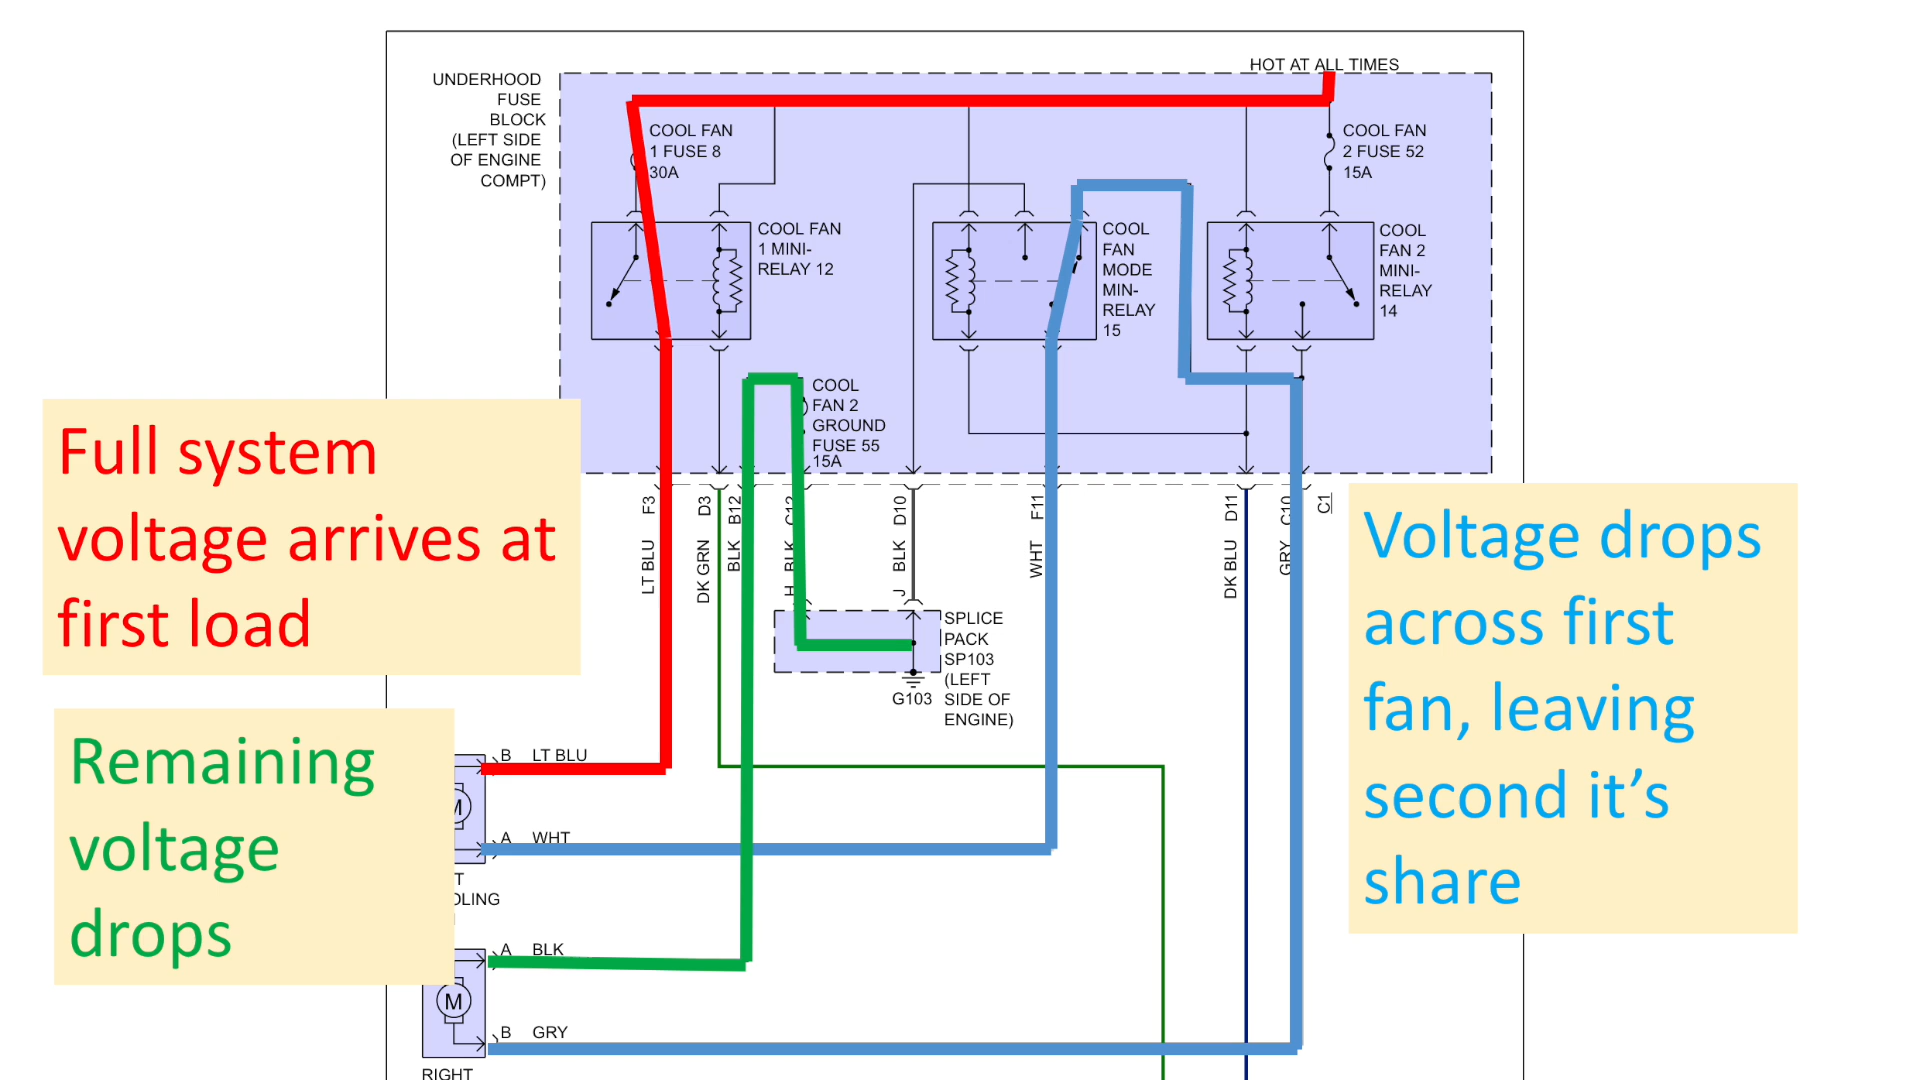 HOT AT ALL TIMES
UNDERHOOD
FUSE
BLOCK
(LEFT SIDE
OF ENGINE
COMPT)
COOL FAN
1 FUSE 8
30A
COOL FAN
2 FUSE 52
15A
COOL FAN
1 MINI-
RELAY 12
COOL
FAN
MODE
MIN-
RELAY
15
COOL
FAN 2
MINI-
RELAY
14
COOL
FAN 2
GROUND
FUSE 55
15A
Full system
voltage arrives at
first load
F3
D3
B12
C12
D10
F11
D11
C10
C1
LT BLU
DK GRN
BLK
BLK
BLK
WHT
DK BLU
GRY
H
J
Voltage drops
across first
fan, leaving
second it’s
share
SPLICE
PACK
SP103
(LEFT
SIDE OF
ENGINE)
G103
Remaining
voltage
drops
B LT BLU
M
A WHT
T
OLING
A BLK
M
B GRY
RIGHT